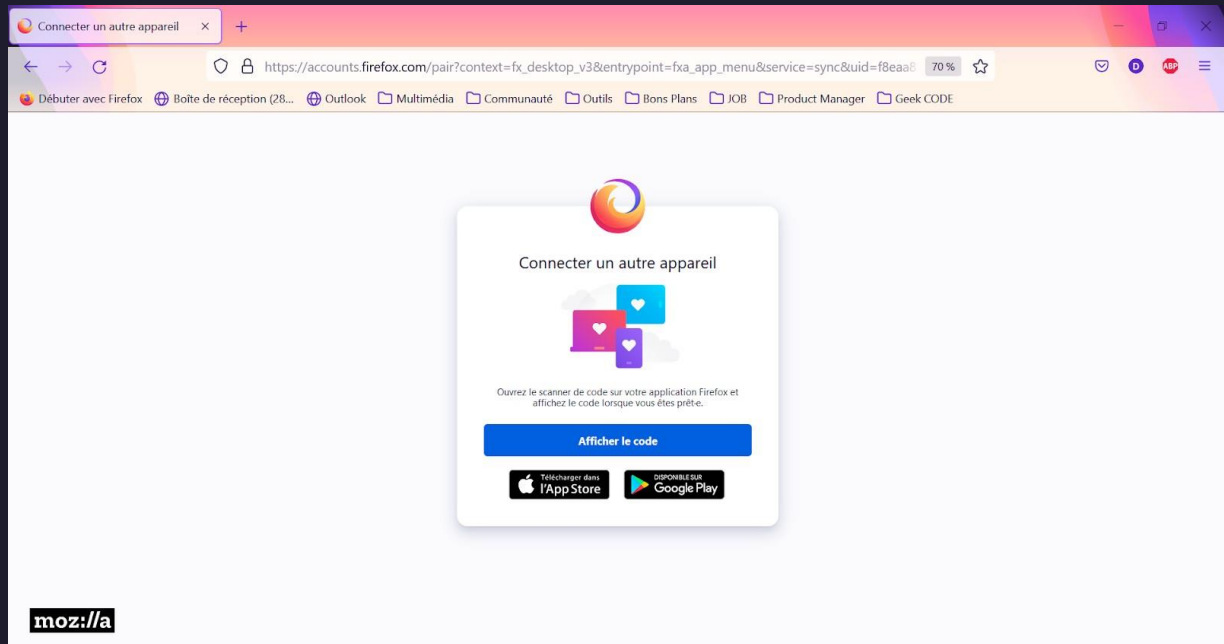 Connecter un autre appareil
https://accounts.firefox.com/pair?context=fx_desktop_v3&entrypoint=fxa_app_menu&service=sync&uid=f8eaa8 70 % D ABP
Débuter avec Firefox Boîte de réception (28... Outlook Multimédia Communauté Outils Bons Plans JOB Product Manager Geek CODE
Connecter un autre appareil
Ouvrez le scanner de code sur votre application Firefox et
affichez le code lorsque vous êtes prêt·e.
Afficher le code
Télécharger dans
l'App Store
DISPONIBLE SUR
Google Play
moz://a